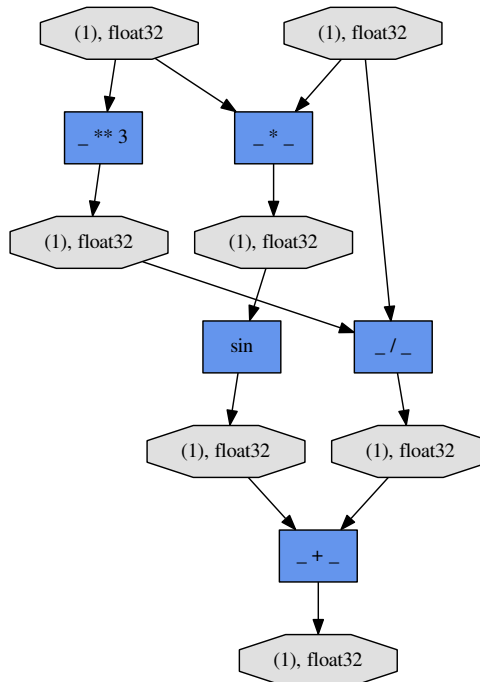 (1), float32
(1), float32
_ ** 3
_ * _
(1), float32
(1), float32
sin
_ / _
(1), float32
(1), float32
_ + _
(1), float32